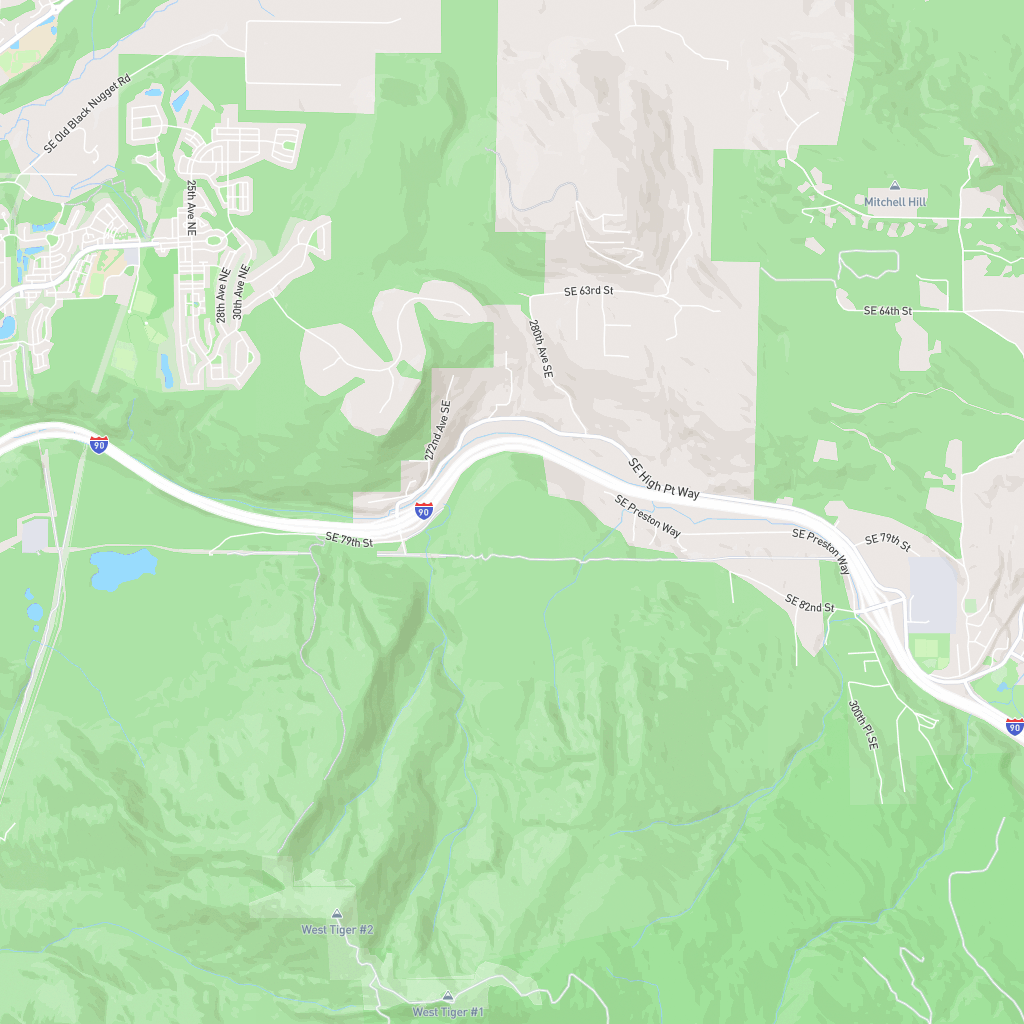 SE Old Black Nugget Rd
25th Ave NE
Mitchell Hill
28th Ave NE
30th Ave NE
SE 63rd St
SE 64th St
280th Ave SE
272nd Ave SE
90
SE High Pt Way
90
SE Preston Way
SE 79th St
SE Preston Way
SE 79th St
SE 82nd St
300th Pl SE
90
West Tiger #2
West Tiger #1